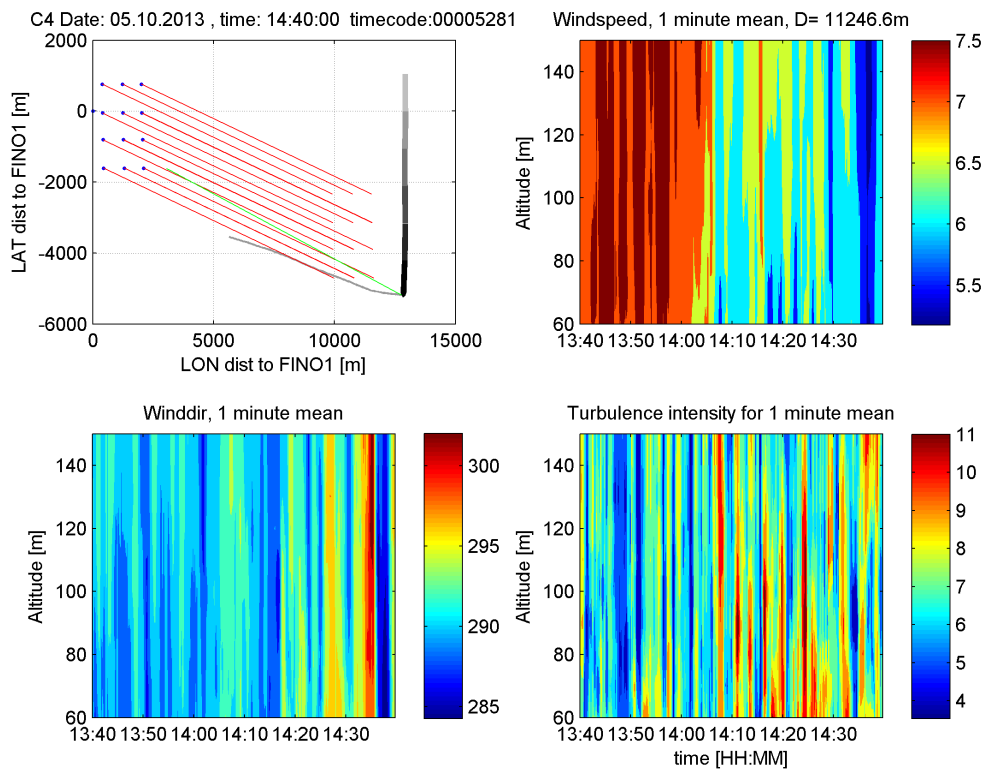 C4 Date: 05.10.2013 , time: 14:40:00  timecode:00005281
2000
0
-2000
-4000
-6000
LAT dist to FINO1 [m]
0 5000 10000 15000
LON dist to FINO1 [m]
Windspeed, 1 minute mean, D= 11246.6m
140
120
100
80
60
Altitude [m]
13:40 13:50 14:00 14:10 14:20 14:30
7.5
7
6.5
6
5.5
Winddir, 1 minute mean
140
120
100
80
60
Altitude [m]
13:40 13:50 14:00 14:10 14:20 14:30
300
295
290
285
Turbulence intensity for 1 minute mean
140
120
100
80
60
Altitude [m]
13:40 13:50 14:00 14:10 14:20 14:30
time [HH:MM]
11
10
9
8
7
6
5
4